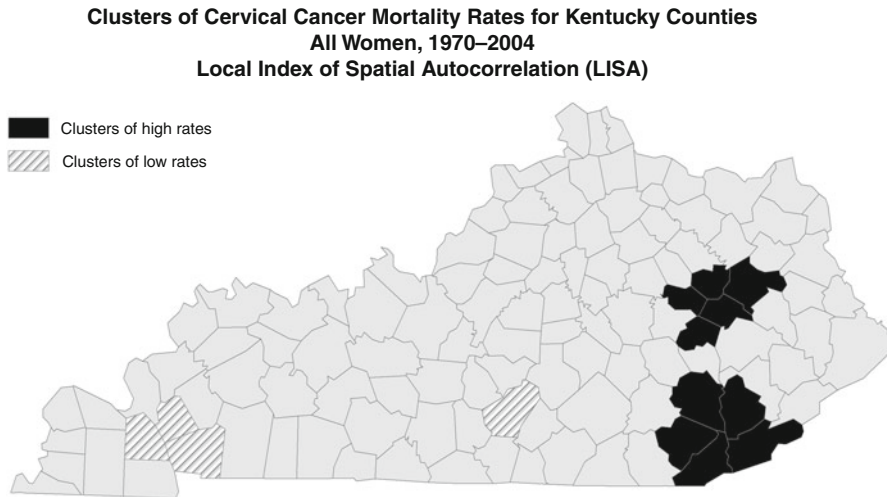 Clusters of Cervical Cancer Mortality Rates for Kentucky Counties
All Women, 1970–2004
Local Index of Spatial Autocorrelation (LISA)
Clusters of high rates
Clusters of low rates